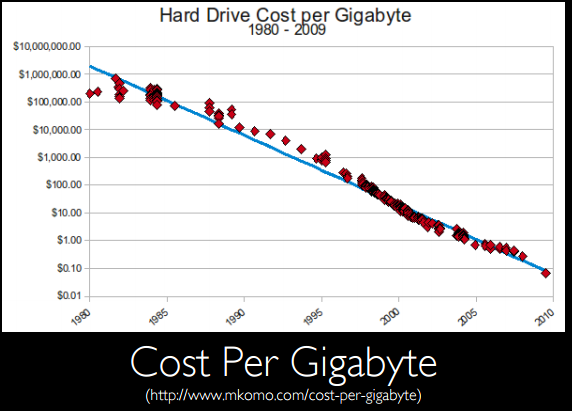 Hard Drive Cost per Gigabyte
1980 - 2009
$10,000,000.00
$1,000,000.00
$100,000.00
$10,000.00
$1,000.00
$100.00
$10.00
$1.00
$0.10
$0.01
1980 1985 1990 1995 2000 2005 2010
Cost Per Gigabyte
(http://www.mkomo.com/cost-per-gigabyte)